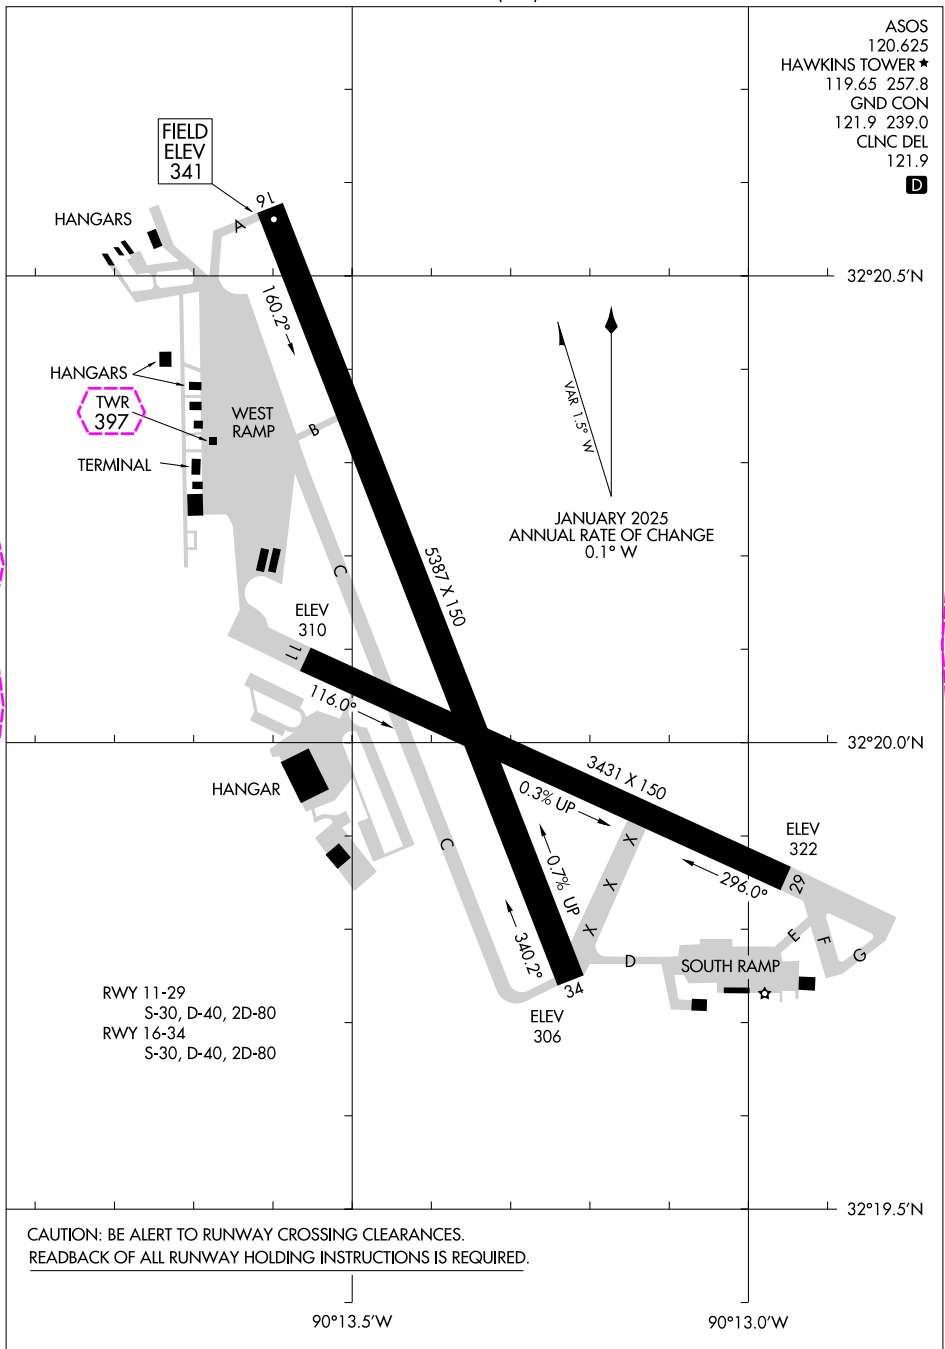 ASOS
120.625
HAWKINS TOWER ★
119.65 257.8
GND CON
121.9 239.0
CLNC DEL
121.9
D
FIELD
ELEV
341
16
A
HANGARS
32°20.5'N
160.2°
VAR 1.5° W
HANGARS
TWR
397
WEST
RAMP
B
TERMINAL
JANUARY 2025
ANNUAL RATE OF CHANGE
0.1° W
5387 X 150
C
ELEV
310
11
116.0°
32°20.0'N
HANGAR
3431 X 150
0.3% UP
ELEV
322
C
X
X
X
0.7% UP
296.0°
29
340.2°
E
F
G
D
SOUTH RAMP
34
ELEV
306
RWY 11-29
S-30, D-40, 2D-80
RWY 16-34
S-30, D-40, 2D-80
32°19.5'N
CAUTION: BE ALERT TO RUNWAY CROSSING CLEARANCES.
READBACK OF ALL RUNWAY HOLDING INSTRUCTIONS IS REQUIRED.
90°13.5'W
90°13.0'W